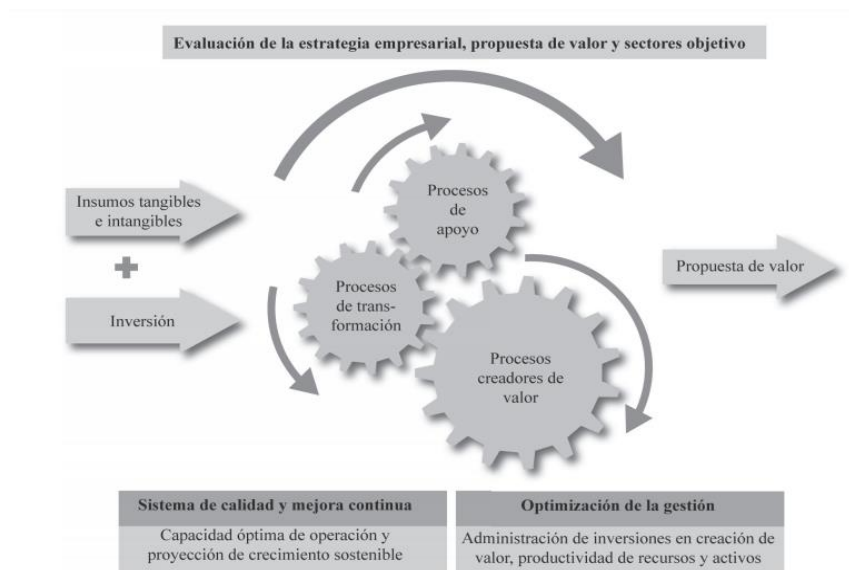 Evaluación de la estrategia empresarial, propuesta de valor y sectores objetivo
Insumos tangibles
e intangibles
Inversión
Procesos
de
apoyo
Procesos
de trans-
formación
Procesos
creadores de
valor
Propuesta de valor
Sistema de calidad y mejora continua
Capacidad óptima de operación y
proyección de crecimiento sostenible
Optimización de la gestión
Administración de inversiones en creación de
valor, productividad de recursos y activos